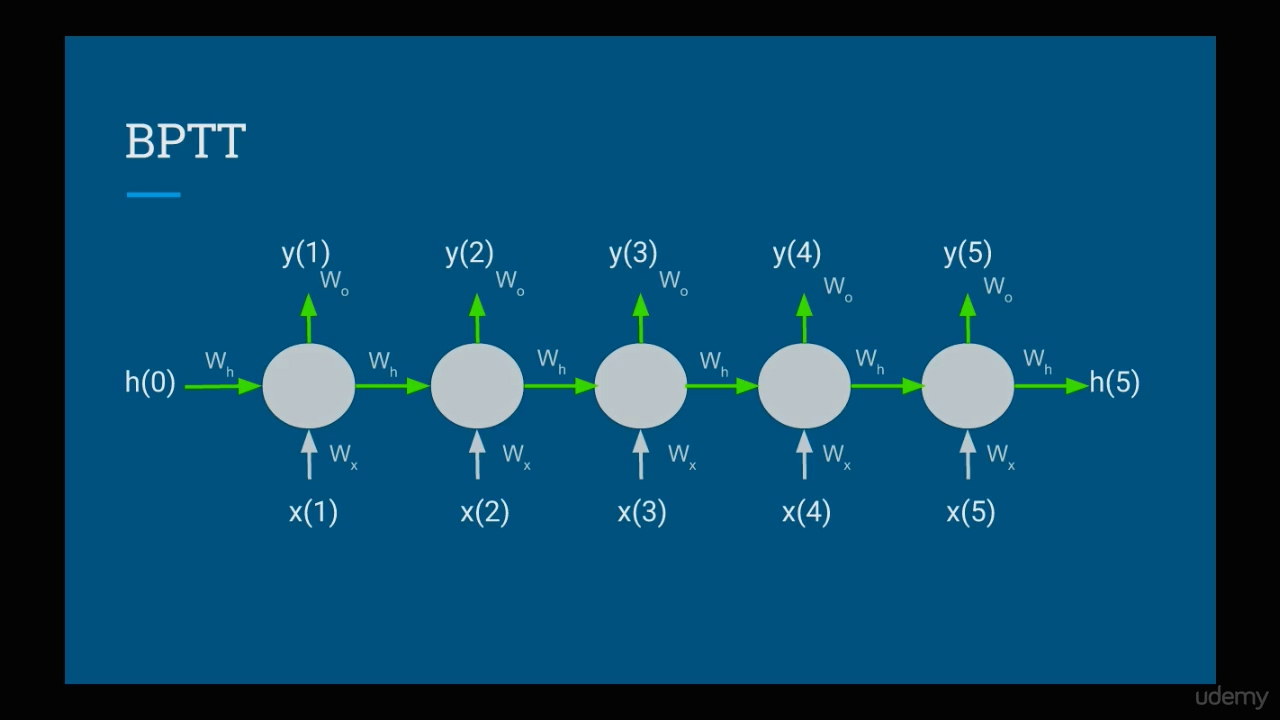 BPTT
y(1) y(2) y(3) y(4) y(5)
Wo Wo Wo Wo Wo
h(0) Wh Wh Wh Wh Wh Wh h(5)
Wx Wx Wx Wx Wx
x(1) x(2) x(3) x(4) x(5)
udemy